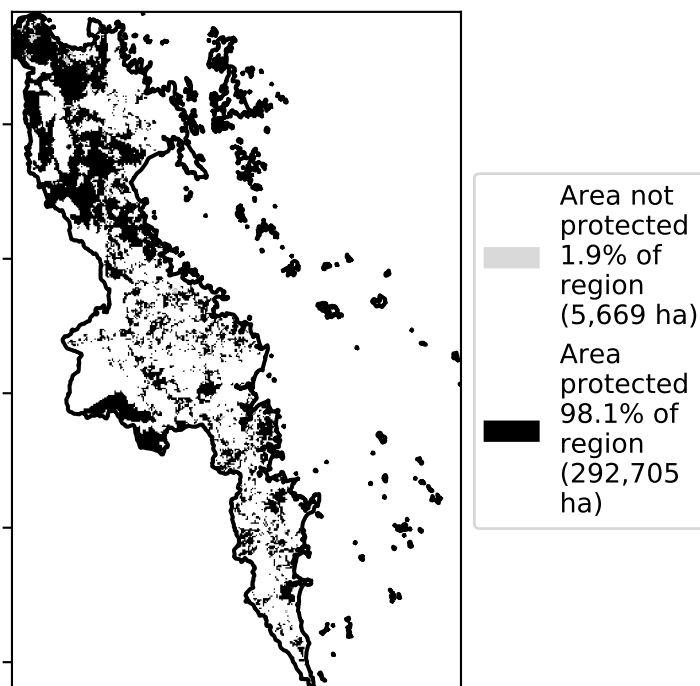 Area not
protected
1.9% of
region
(5,669 ha)
Area
protected
98.1% of
region
(292,705
ha)